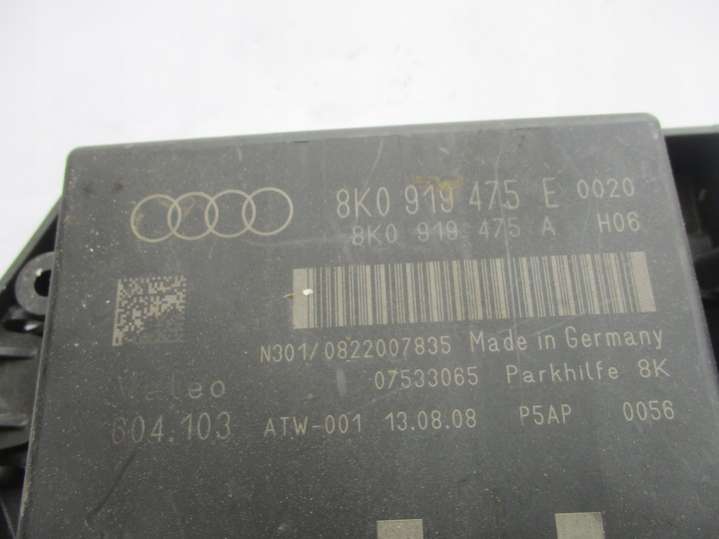 8K0 919 475 E 0020
8K0 919 475 A H06
N301/0822007835 Made in Germany
Valeo 07533065 Parkhilfe 8K
604.103 ATW-001 13.08.08 P5AP 0056